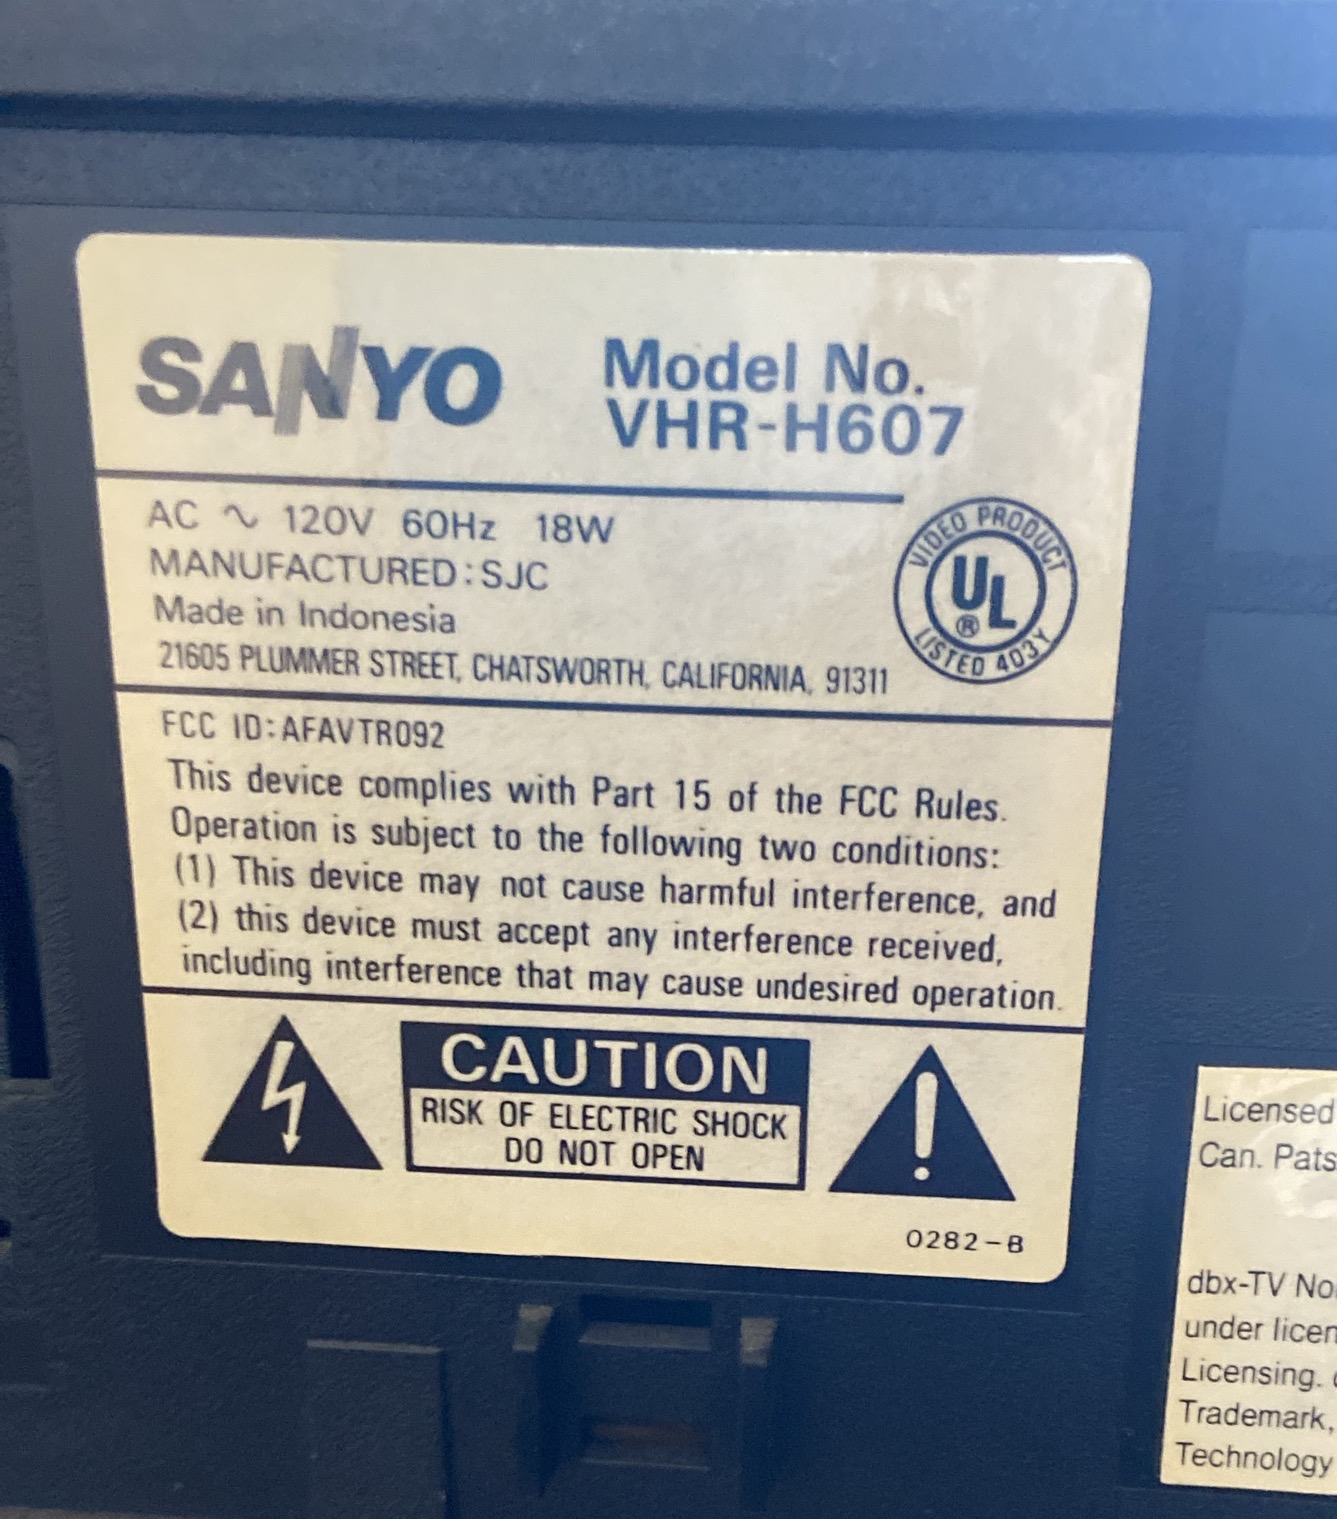 SANYO
Model No.
VHR-H607
AC ∿ 120V 60Hz 18W
MANUFACTURED:SJC
Made in Indonesia
21605 PLUMMER STREET, CHATSWORTH, CALIFORNIA, 91311
VIDEO PRODUCT
UL
®
LISTED 403Y
FCC ID:AFAVTR092
This device complies with Part 15 of the FCC Rules.
Operation is subject to the following two conditions:
(1) This device may not cause harmful interference, and
(2) this device must accept any interference received,
including interference that may cause undesired operation.
CAUTION
RISK OF ELECTRIC SHOCK
DO NOT OPEN
0282-B
Licensed
Can. Pats
dbx-TV No
under licen
Licensing.
Trademark,
Technology